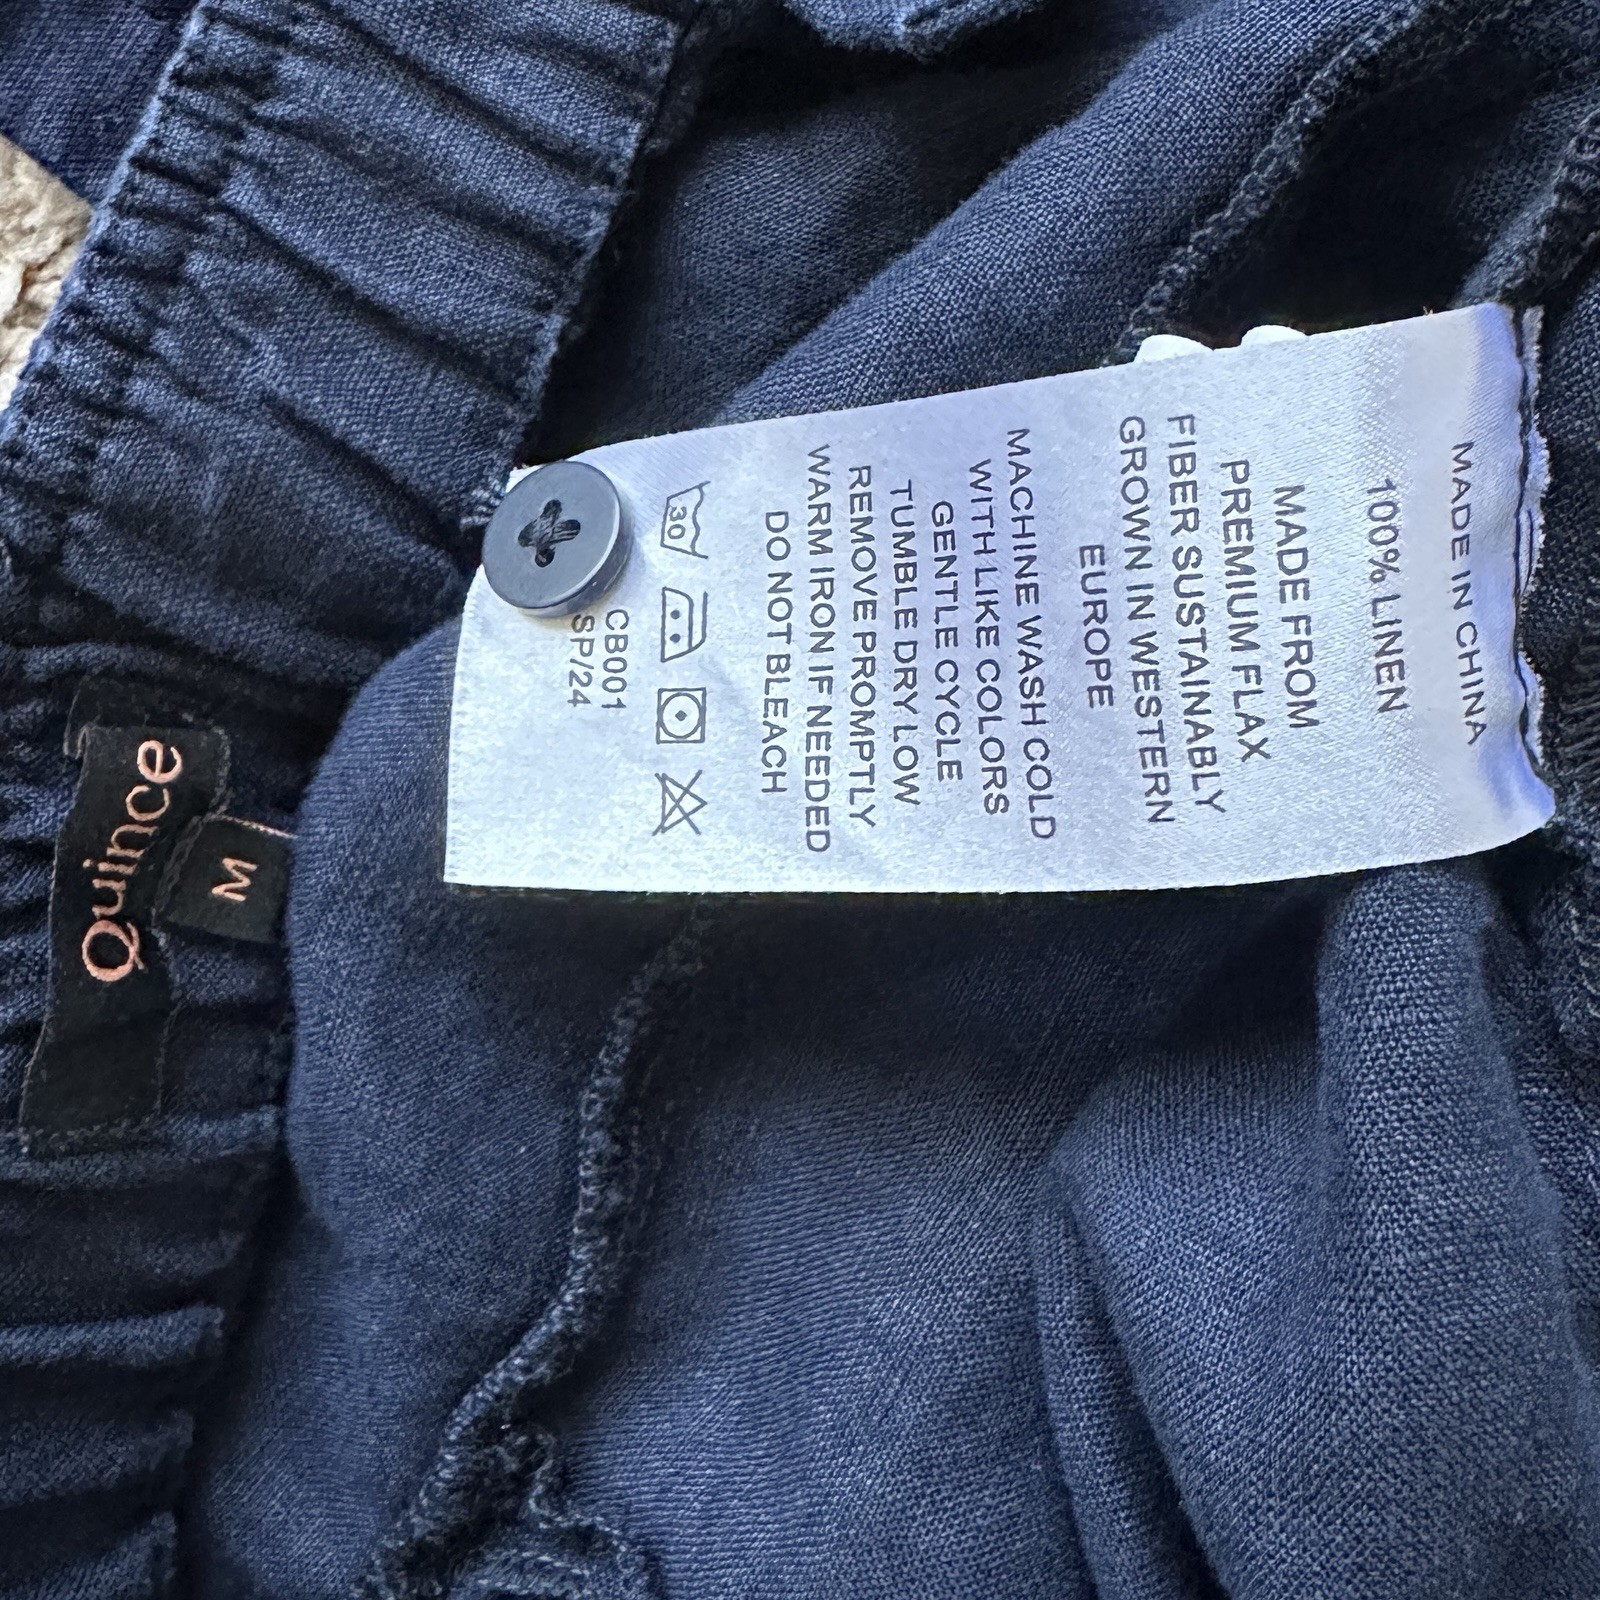 Quince
M
MADE IN CHINA
100% LINEN
MADE FROM
PREMIUM FLAX
FIBER SUSTAINABLY
GROWN IN WESTERN
EUROPE
MACHINE WASH COLD
WITH LIKE COLORS
GENTLE CYCLE
TUMBLE DRY LOW
REMOVE PROMPTLY
WARM IRON IF NEEDED
DO NOT BLEACH
30
CB001
SP/24